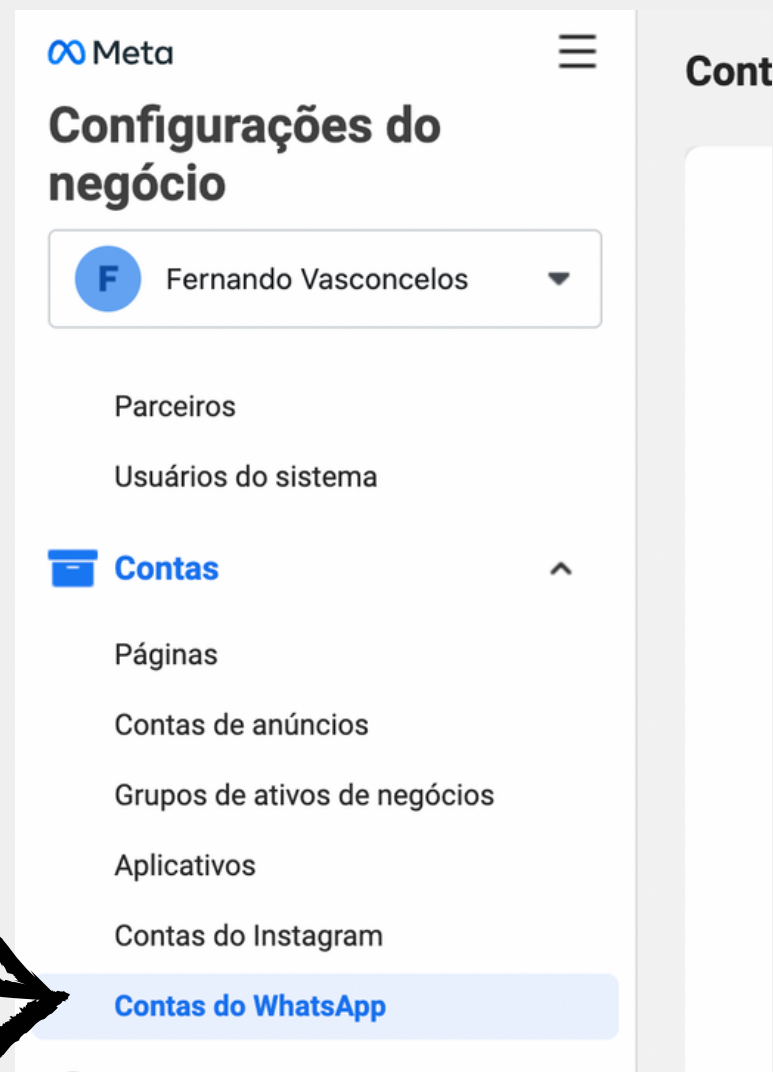 Meta
Configurações do
negócio
F Fernando Vasconcelos
Parceiros
Usuários do sistema
Contas
Páginas
Contas de anúncios
Grupos de ativos de negócios
Aplicativos
Contas do Instagram
Contas do WhatsApp
Cont